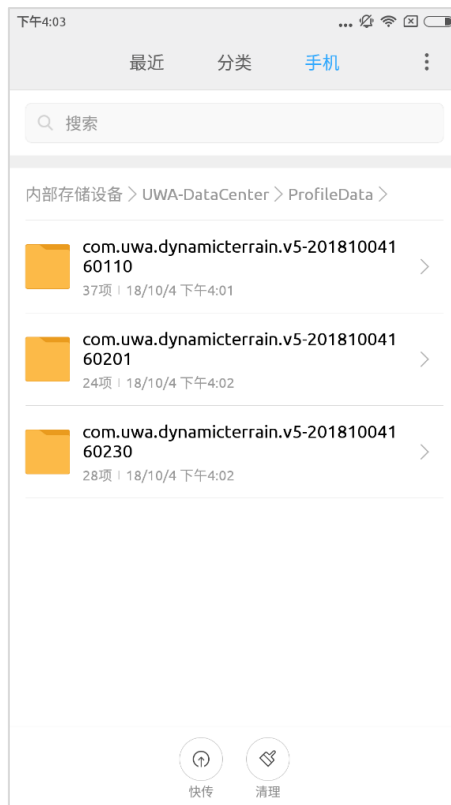 下午4:03
最近 分类 手机
搜索
内部存储设备 > UWA-DataCenter > ProfileData >
com.uwa.dynamicterrain.v5-201810041
60110
37项 | 18/10/4 下午4:01
com.uwa.dynamicterrain.v5-201810041
60201
24项 | 18/10/4 下午4:02
com.uwa.dynamicterrain.v5-201810041
60230
28项 | 18/10/4 下午4:02
快传 清理